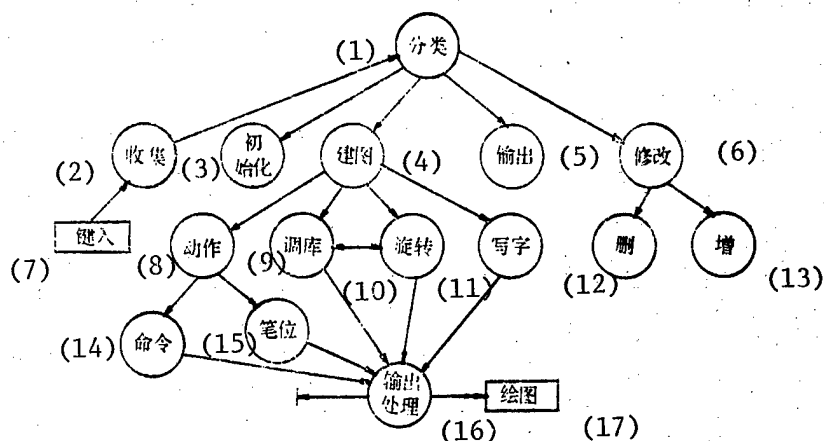 (1)
分类
(2)
收集
(3)
初
始化
建图
(4)
输出
(5)
修改
(6)
(7)
键入
(8)
动作
(9)
调库
(10)
旋转
(11)
写字
(12)
删
增
(13)
(14)
命令
(15)
笔位
输出
处理
(16)
绘图
(17)